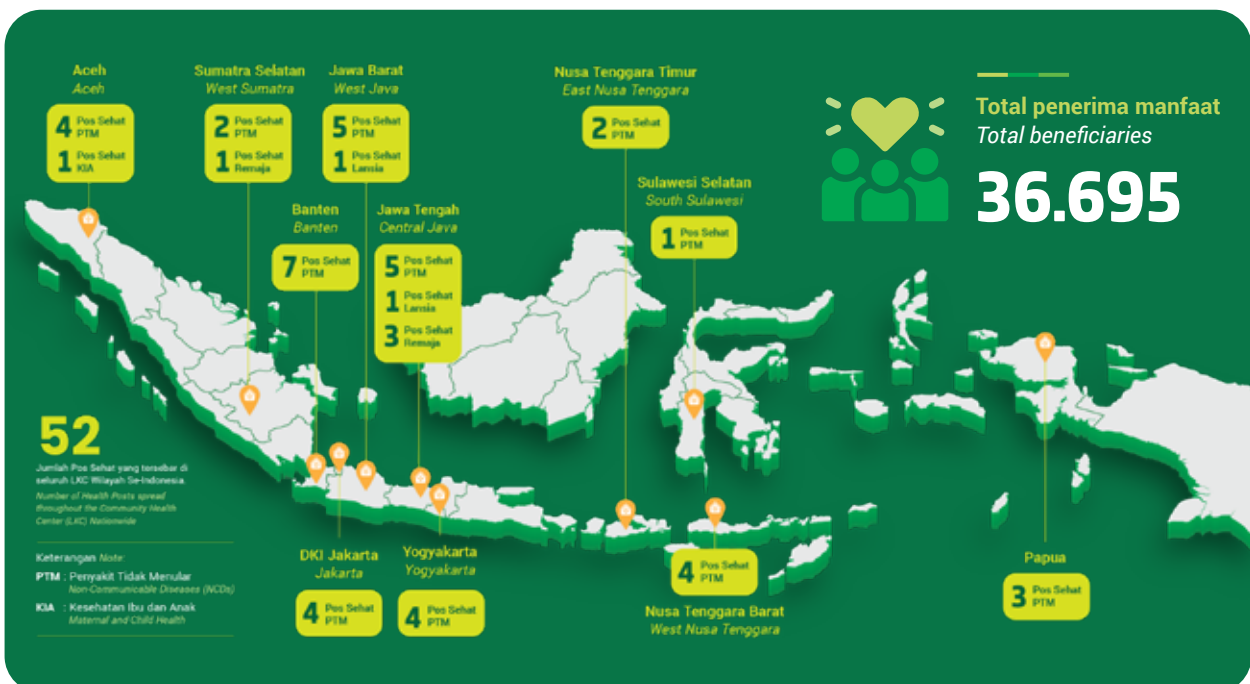 Aceh
Aceh
4 Pos Sehat
PTM
1 Pos Sehat
KIA
Sumatra Selatan
West Sumatra
2 Pos Sehat
PTM
1 Pos Sehat
Remaja
Jawa Barat
West Java
5 Pos Sehat
PTM
1 Pos Sehat
Lansia
Banten
Banten
7 Pos Sehat
PTM
Jawa Tengah
Central Java
5 Pos Sehat
PTM
1 Pos Sehat
Lansia
3 Pos Sehat
Remaja
Nusa Tenggara Timur
East Nusa Tenggara
2 Pos Sehat
PTM
Sulawesi Selatan
South Sulawesi
1 Pos Sehat
PTM
Total penerima manfaat
Total beneficiaries
36.695
52
Jumlah Pos Sehat yang tersebar di
seluruh LKC Wilayah Se-Indonesia.
Number of Health Posts spread
throughout the Community Health
Center (LKC) Nationwide
Keterangan Note:
PTM : Penyakit Tidak Menular
Non-Communicable Diseases (NCDs)
KIA : Kesehatan Ibu dan Anak
Maternal and Child Health
DKI Jakarta
Jakarta
4 Pos Sehat
PTM
Yogyakarta
Yogyakarta
4 Pos Sehat
PTM
4 Pos Sehat
PTM
Nusa Tenggara Barat
West Nusa Tenggara
Papua
3 Pos Sehat
PTM